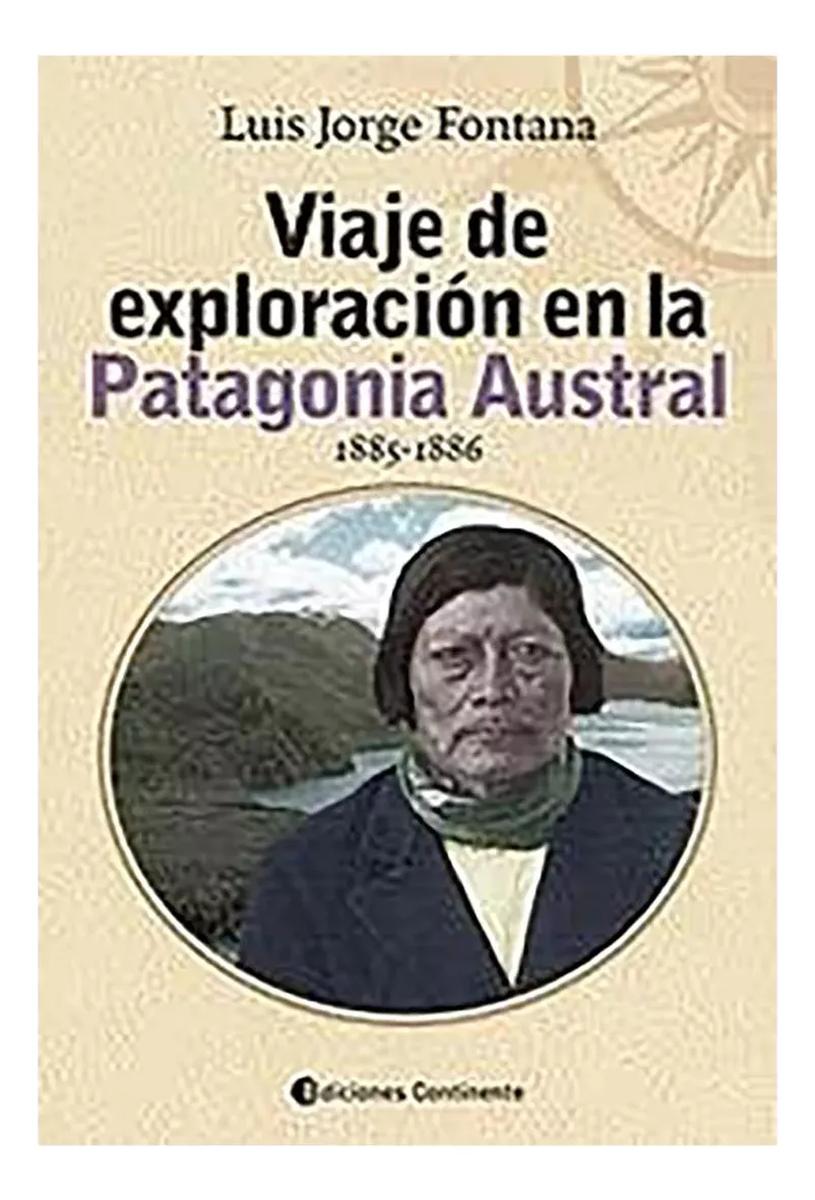 Luis Jorge Fontana
Viaje de
exploración en la
Patagonia Austral
1885-1886
Ediciones Continente